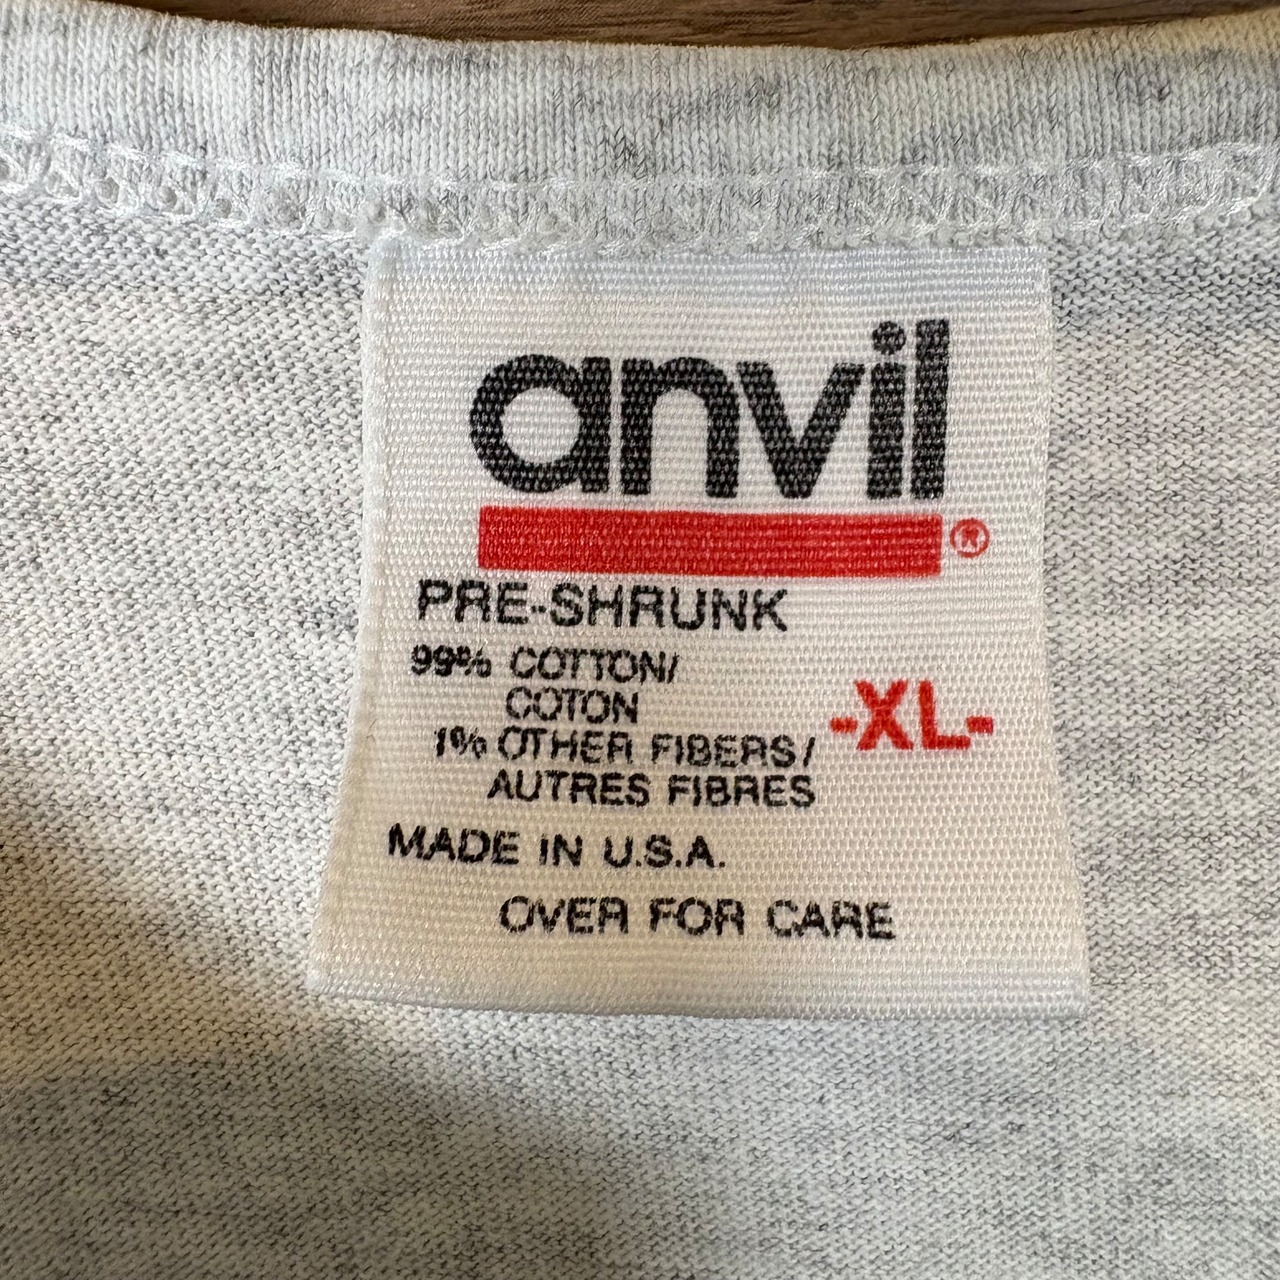 anvil®
PRE-SHRUNK
99% COTTON/
COTON
1% OTHER FIBERS/
AUTRES FIBRES
-XL-
MADE IN U.S.A.
OVER FOR CARE